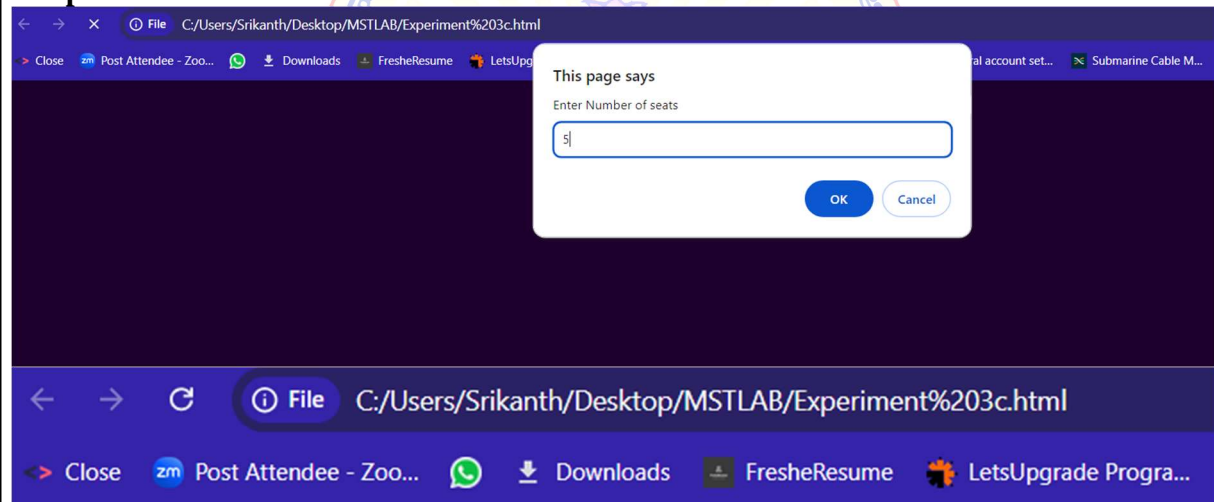 File C:/Users/Srikanth/Desktop/MSTLAB/Experiment%203c.html
Close zm Post Attendee - Zoo... Downloads FresheResume LetsUpg
al account set... Submarine Cable M...
This page says
Enter Number of seats
5
OK Cancel
File C:/Users/Srikanth/Desktop/MSTLAB/Experiment%203c.html
Close zm Post Attendee - Zoo... Downloads FresheResume LetsUpgrade Progra...